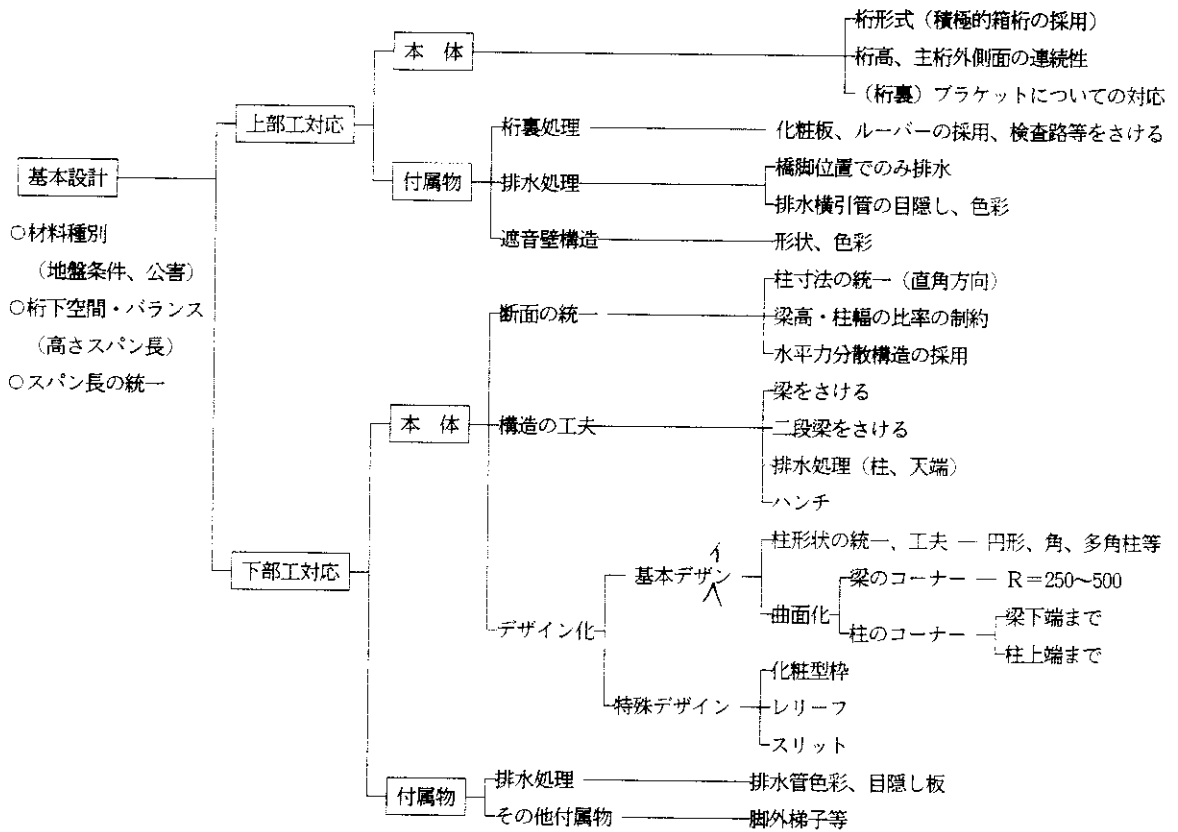 基本設計
○材料種別
（地盤条件、公害）
○桁下空間・バランス
（高さスパン長）
○スパン長の統一
上部工対応
本 体
桁形式（積極的箱桁の採用）
桁高、主桁外側面の連続性
（桁裏）ブラケットについての対応
付属物
桁裏処理
化粧板、ルーバーの採用、検査路等をさける
排水処理
橋脚位置でのみ排水
排水横引管の目隠し、色彩
遮音壁構造
形状、色彩
下部工対応
本 体
断面の統一
柱寸法の統一（直角方向）
梁高・柱幅の比率の制約
水平力分散構造の採用
構造の工夫
梁をさける
二段梁をさける
排水処理（柱、天端）
ハンチ
デザイン化
基本デザン
イ
柱形状の統一、工夫 ― 円形、角、多角柱等
曲面化
梁のコーナー ― R＝250～500
柱のコーナー
梁下端まで
柱上端まで
特殊デザイン
化粧型枠
レリーフ
スリット
付属物
排水処理
排水管色彩、目隠し板
その他付属物
脚外梯子等